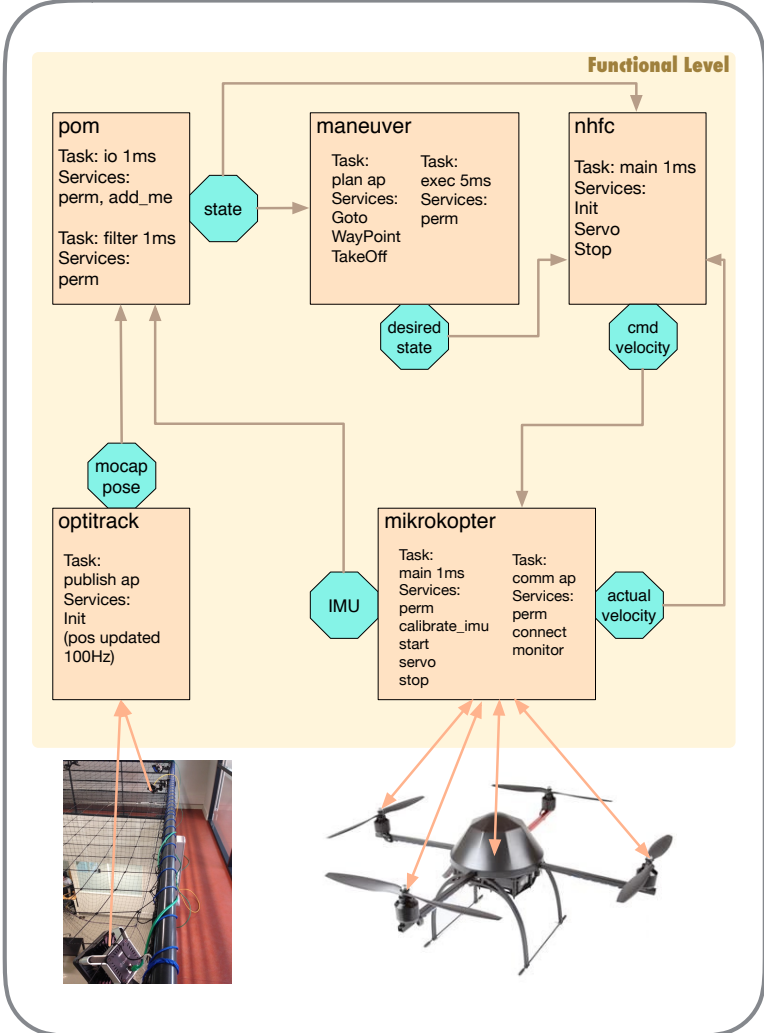 Functional Level
pom
Task: io 1ms
Services:
perm, add_me
Task: filter 1ms
Services:
perm
state
maneuver
Task:
plan ap
Services:
Goto
WayPoint
TakeOff
Task:
exec 5ms
Services:
perm
desired
state
nhfc
Task: main 1ms
Services:
Init
Servo
Stop
cmd
velocity
mocap
pose
optitrack
Task:
publish ap
Services:
Init
(pos updated
100Hz)
IMU
mikrokopter
Task:
main 1ms
Services:
perm
calibrate_imu
start
servo
stop
Task:
comm ap
Services:
perm
connect
monitor
actual
velocity